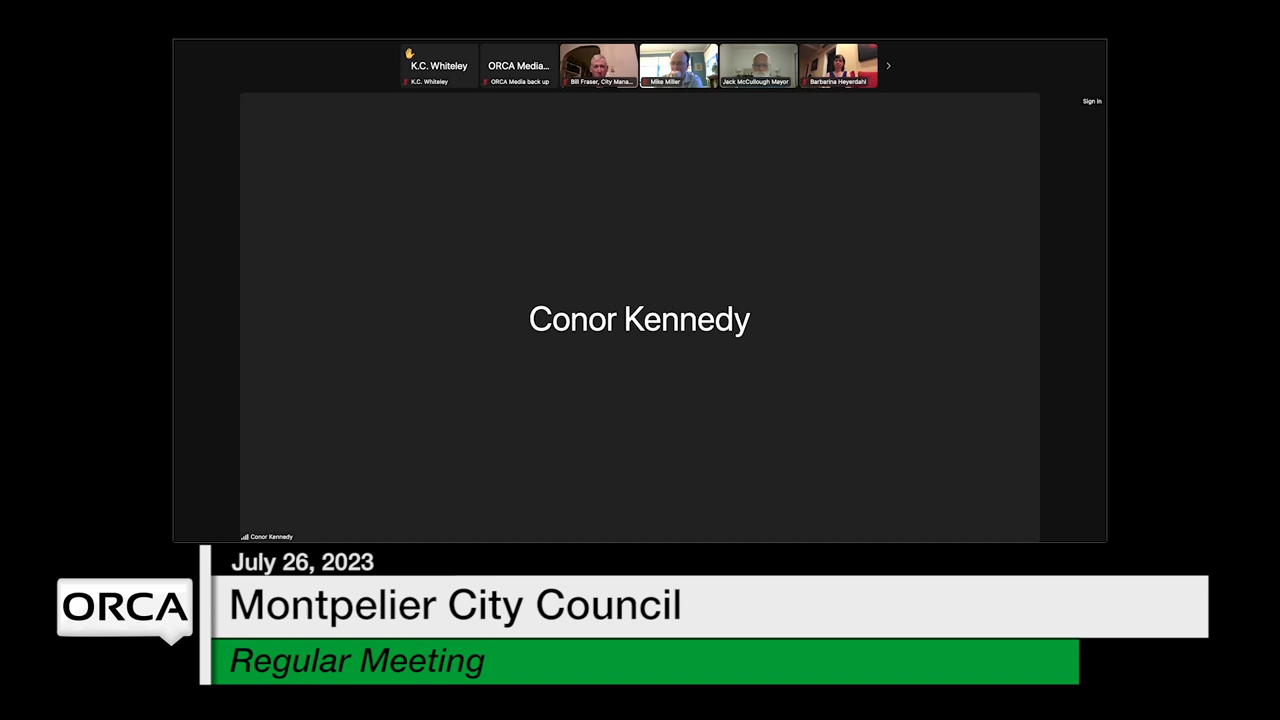 K.C. Whiteley
ORCA Media...
K.C. Whiteley
ORCA Media back up
Bill Fraser, City Mana...
Mike Miller
Jack McCullough Mayor
Barbarina Heyerdahl
Sign In
Conor Kennedy
Conor Kennedy
July 26, 2023
ORCA
Montpelier City Council
Regular Meeting